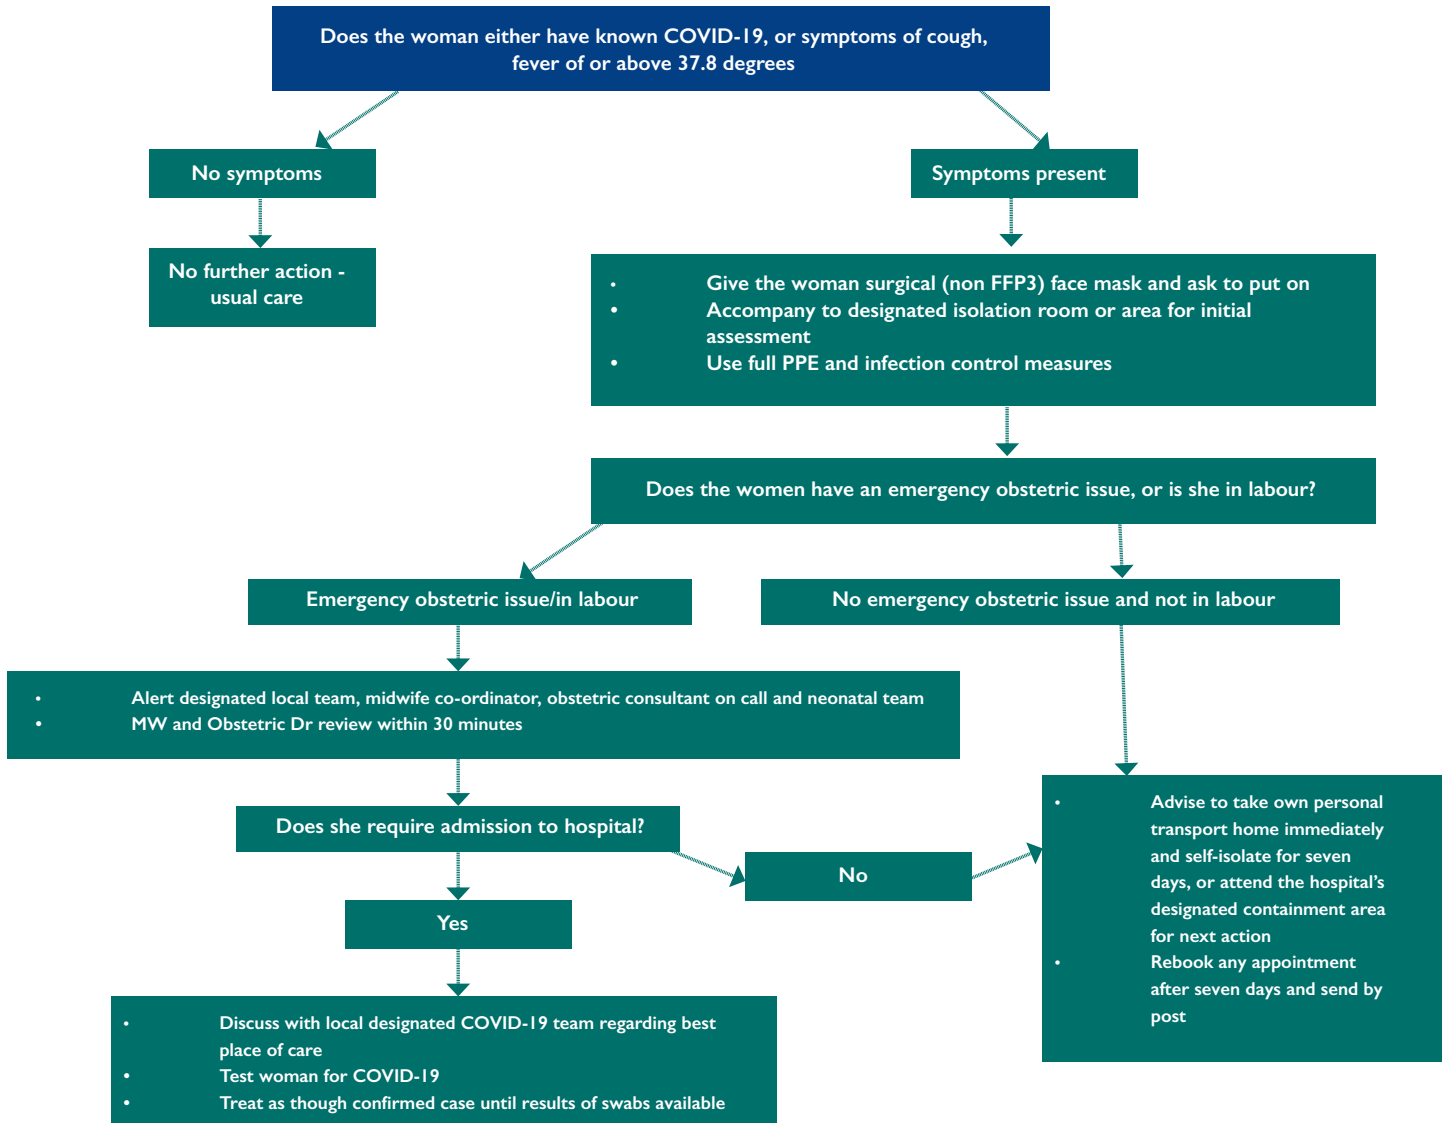 Does the woman either have known COVID-19, or symptoms of cough,
fever of or above 37.8 degrees
No symptoms
Symptoms present
No further action -
usual care
• Give the woman surgical (non FFP3) face mask and ask to put on
• Accompany to designated isolation room or area for initial
assessment
• Use full PPE and infection control measures
Does the women have an emergency obstetric issue, or is she in labour?
Emergency obstetric issue/in labour
No emergency obstetric issue and not in labour
• Alert designated local team, midwife co-ordinator, obstetric consultant on call and neonatal team
• MW and Obstetric Dr review within 30 minutes
Does she require admission to hospital?
No
• Advise to take own personal
transport home immediately
and self-isolate for seven
days, or attend the hospital’s
designated containment area
for next action
• Rebook any appointment
after seven days and send by
post
Yes
• Discuss with local designated COVID-19 team regarding best
place of care
• Test woman for COVID-19
• Treat as though confirmed case until results of swabs available